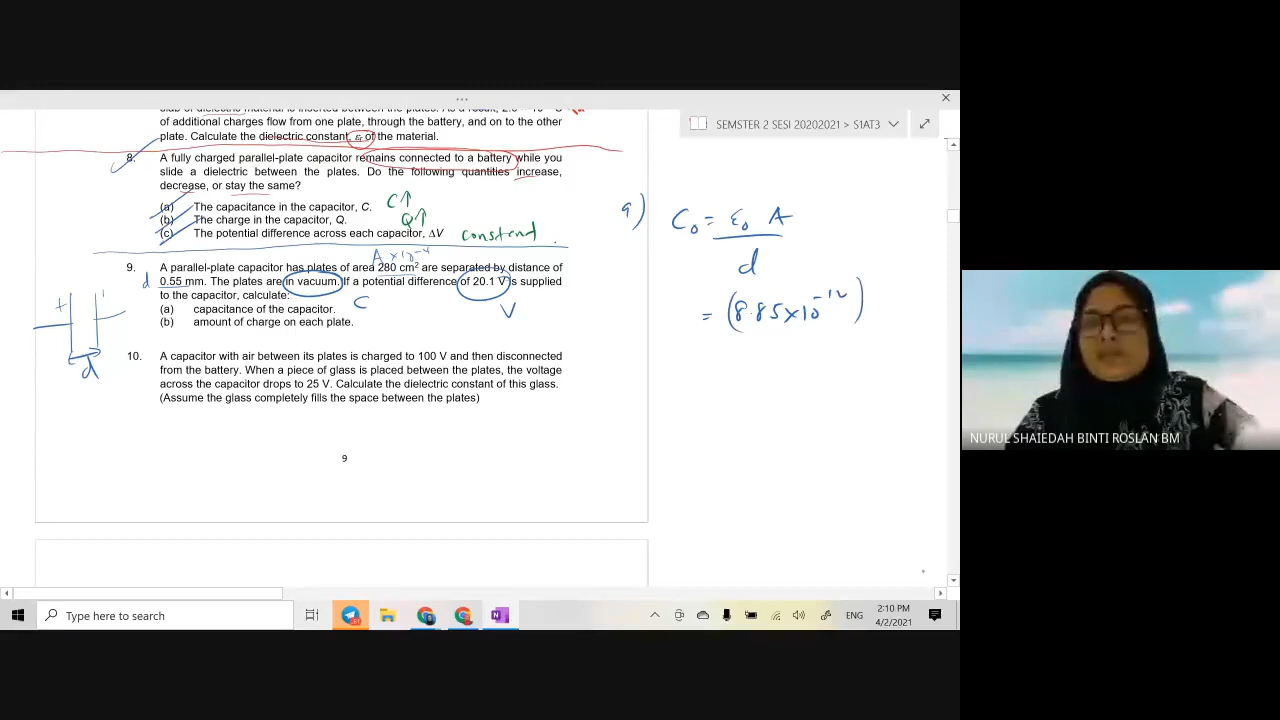 SEMSTER 2 SESI 20202021 > S1AT3
of additional charges flow from one plate, through the battery, and on to the other
plate. Calculate the dielectric constant, εr of the material.
8. A fully charged parallel-plate capacitor remains connected to a battery while you
slide a dielectric between the plates. Do the following quantities increase,
decrease, or stay the same?
(a) The capacitance in the capacitor, C. C↑
(b) The charge in the capacitor, Q. Q↑
(c) The potential difference across each capacitor, ΔV constant.
A ×10⁻⁴
9. A parallel-plate capacitor has plates of area 280 cm² are separated by distance of
d 0.55 mm. The plates are in vacuum. If a potential difference of 20.1 V is supplied
to the capacitor, calculate: C V
(a) capacitance of the capacitor.
(b) amount of charge on each plate.
+
d
10. A capacitor with air between its plates is charged to 100 V and then disconnected
from the battery. When a piece of glass is placed between the plates, the voltage
across the capacitor drops to 25 V. Calculate the dielectric constant of this glass.
(Assume the glass completely fills the space between the plates)
9
a) C₀ = ε₀ A
d
= (8.85×10⁻¹²)
NURUL SHAIEDAH BINTI ROSLAN BM
Type here to search
ENG
2:10 PM
4/2/2021